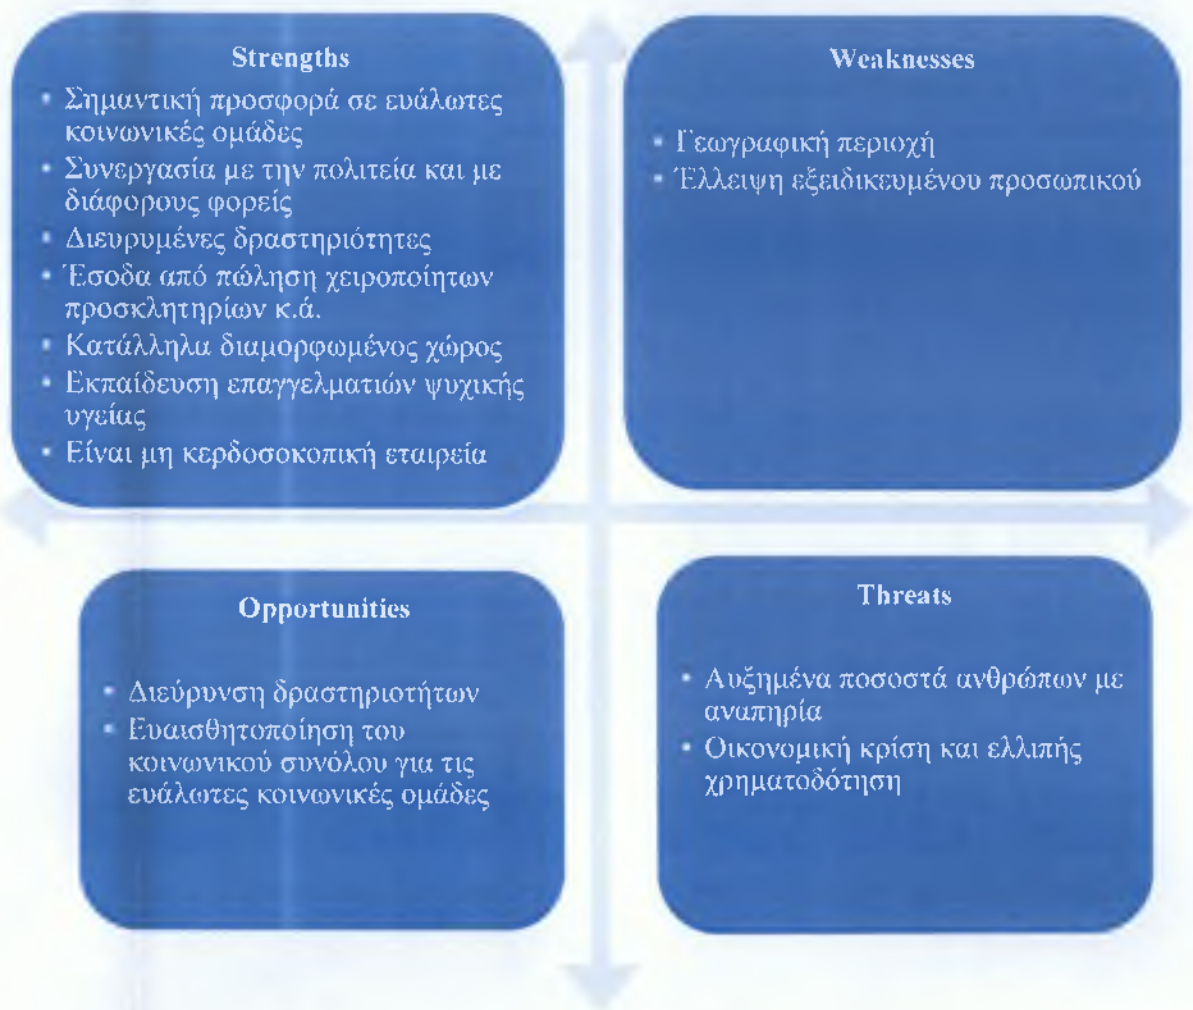 Strengths
• Σημαντική προσφορά σε ευάλωτες
κοινωνικές ομάδες
• Συνεργασία με την πολιτεία και με
διάφορους φορείς
• Διευρυμένες δραστηριότητες
• Έσοδα από πώληση χειροποίητων
προσκλητηρίων κ.ά.
• Κατάλληλα διαμορφωμένος χώρος
• Εκπαίδευση επαγγελματιών ψυχικής
υγείας
• Είναι μη κερδοσοκοπική εταιρεία
Weaknesses
• Γεωγραφική περιοχή
• Έλλειψη εξειδικευμένου προσωπικού
Opportunities
• Διεύρυνση δραστηριοτήτων
• Ευαισθητοποίηση του
κοινωνικού συνόλου για τις
ευάλωτες κοινωνικές ομάδες
Threats
• Αυξημένα ποσοστά ανθρώπων με
αναπηρία
• Οικονομική κρίση και ελλιπής
χρηματοδότηση